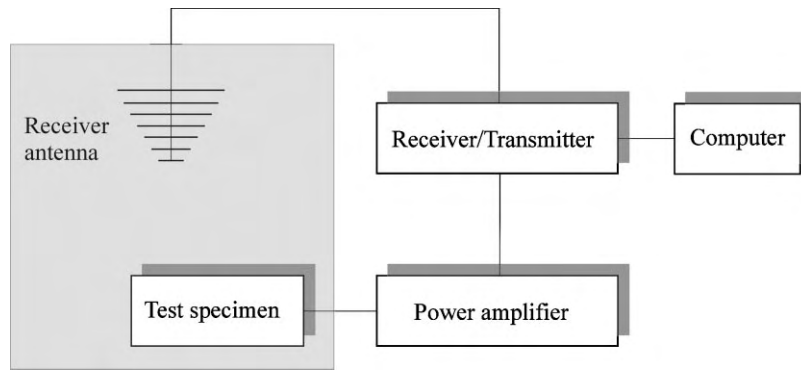 Receiver
antenna
Receiver/Transmitter
Computer
Test specimen
Power amplifier